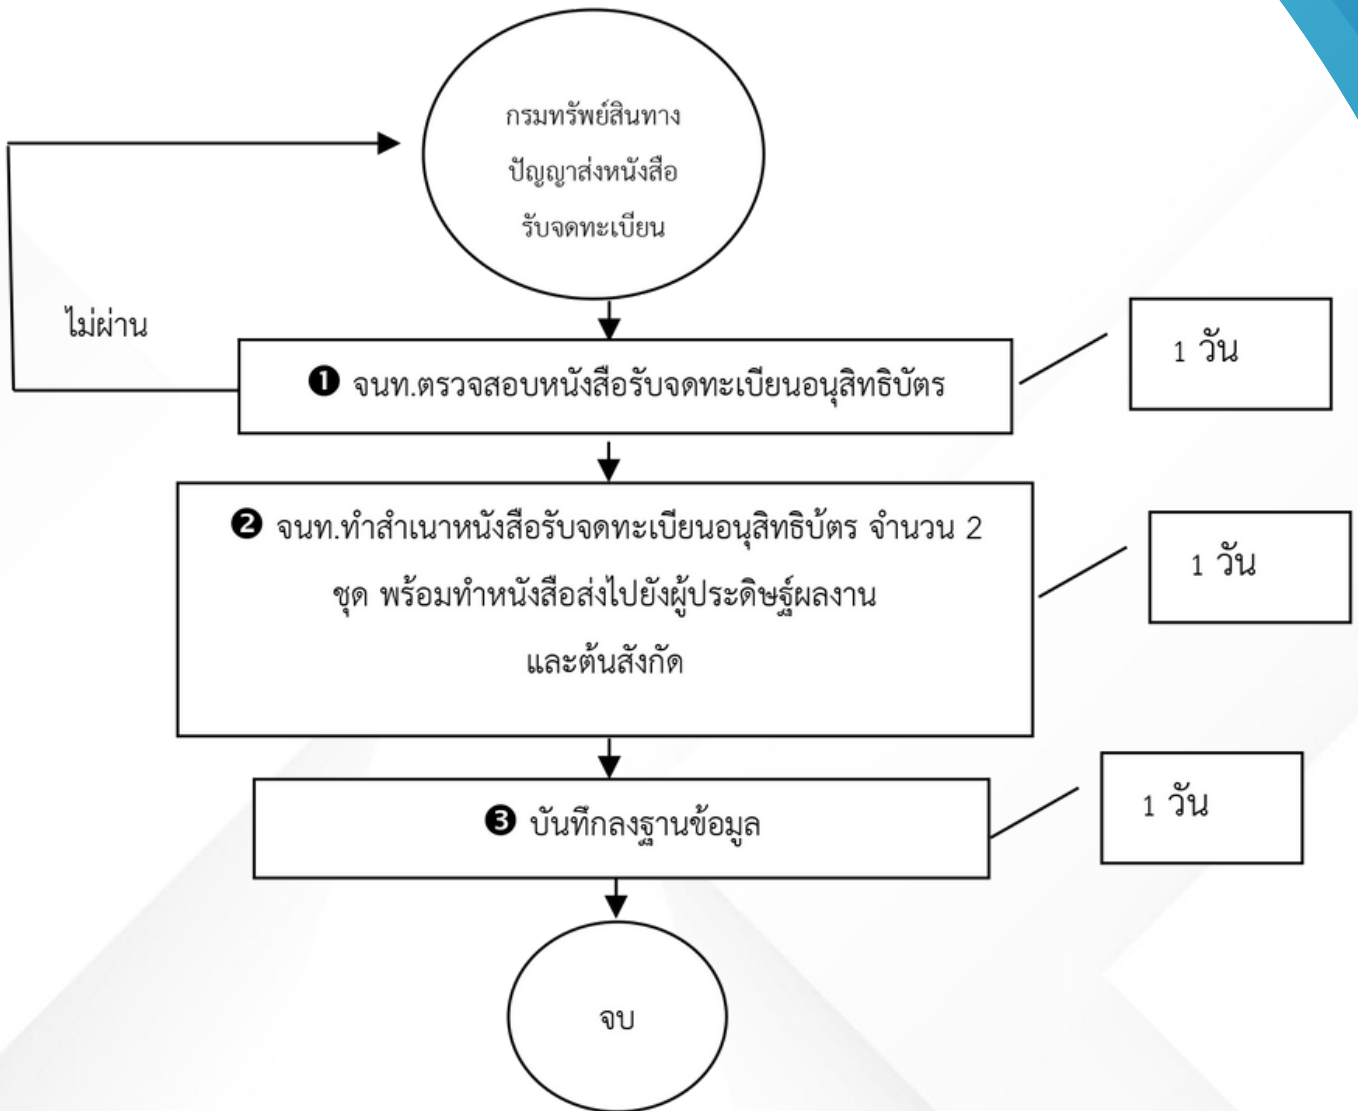 กรมทรัพย์สินทาง
ปัญญาส่งหนังสือ
รับจดทะเบียน
ไม่ผ่าน
❶ จนท.ตรวจสอบหนังสือรับจดทะเบียนอนุสิทธิบัตร
1 วัน
❷ จนท.ทำสำเนาหนังสือรับจดทะเบียนอนุสิทธิบ้ตร จำนวน 2
ชุด พร้อมทำหนังสือส่งไปยังผู้ประดิษฐ์ผลงาน
และต้นสังกัด
1 วัน
❸ บันทึกลงฐานข้อมูล
1 วัน
จบ